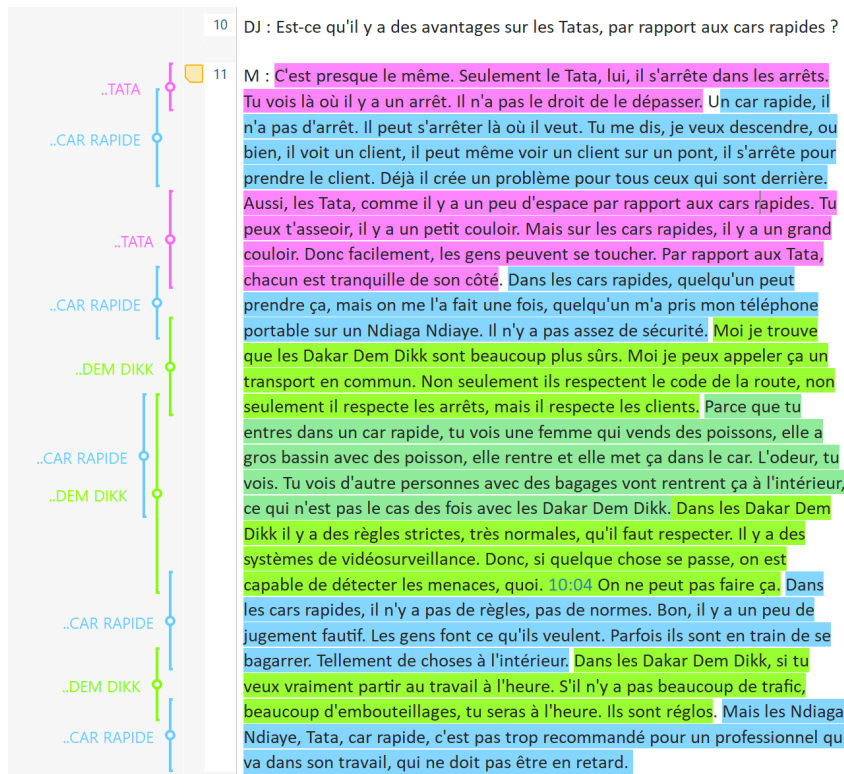 10 DJ : Est-ce qu'il y a des avantages sur les Tatas, par rapport aux cars rapides ?
11 M : C'est presque le même. Seulement le Tata, lui, il s'arrête dans les arrêts.
..TATA
Tu vois là où il y a un arrêt. Il n'a pas le droit de le dépasser. Un car rapide, il
n'a pas d'arrêt. Il peut s'arrêter là où il veut. Tu me dis, je veux descendre, ou
..CAR RAPIDE
bien, il voit un client, il peut même voir un client sur un pont, il s'arrête pour
prendre le client. Déjà il crée un problème pour tous ceux qui sont derrière.
Aussi, les Tata, comme il y a un peu d'espace par rapport aux cars rapides. Tu
peux t'asseoir, il y a un petit couloir. Mais sur les cars rapides, il y a un grand
..TATA
couloir. Donc facilement, les gens peuvent se toucher. Par rapport aux Tata,
chacun est tranquille de son côté. Dans les cars rapides, quelqu'un peut
..CAR RAPIDE
prendre ça, mais on me l'a fait une fois, quelqu'un m'a pris mon téléphone
portable sur un Ndiaga Ndiaye. Il n'y a pas assez de sécurité. Moi je trouve
que les Dakar Dem Dikk sont beaucoup plus sûrs. Moi je peux appeler ça un
..DEM DIKK
transport en commun. Non seulement ils respectent le code de la route, non
seulement il respecte les arrêts, mais il respecte les clients. Parce que tu
entres dans un car rapide, tu vois une femme qui vends des poissons, elle a
..CAR RAPIDE
gros bassin avec des poisson, elle rentre et elle met ça dans le car. L'odeur, tu
..DEM DIKK
vois. Tu vois d'autre personnes avec des bagages vont rentrent ça à l'intérieur,
ce qui n'est pas le cas des fois avec les Dakar Dem Dikk. Dans les Dakar Dem
Dikk il y a des règles strictes, très normales, qu'il faut respecter. Il y a des
systèmes de vidéosurveillance. Donc, si quelque chose se passe, on est
capable de détecter les menaces, quoi. 10:04 On ne peut pas faire ça. Dans
les cars rapides, il n'y a pas de règles, pas de normes. Bon, il y a un peu de
..CAR RAPIDE
jugement fautif. Les gens font ce qu'ils veulent. Parfois ils sont en train de se
bagarrer. Tellement de choses à l'intérieur. Dans les Dakar Dem Dikk, si tu
..DEM DIKK
veux vraiment partir au travail à l'heure. S'il n'y a pas beaucoup de trafic,
beaucoup d'embouteillages, tu seras à l'heure. Ils sont réglos. Mais les Ndiaga
..CAR RAPIDE
Ndiaye, Tata, car rapide, c'est pas trop recommandé pour un professionnel qu
va dans son travail, qui ne doit pas être en retard.